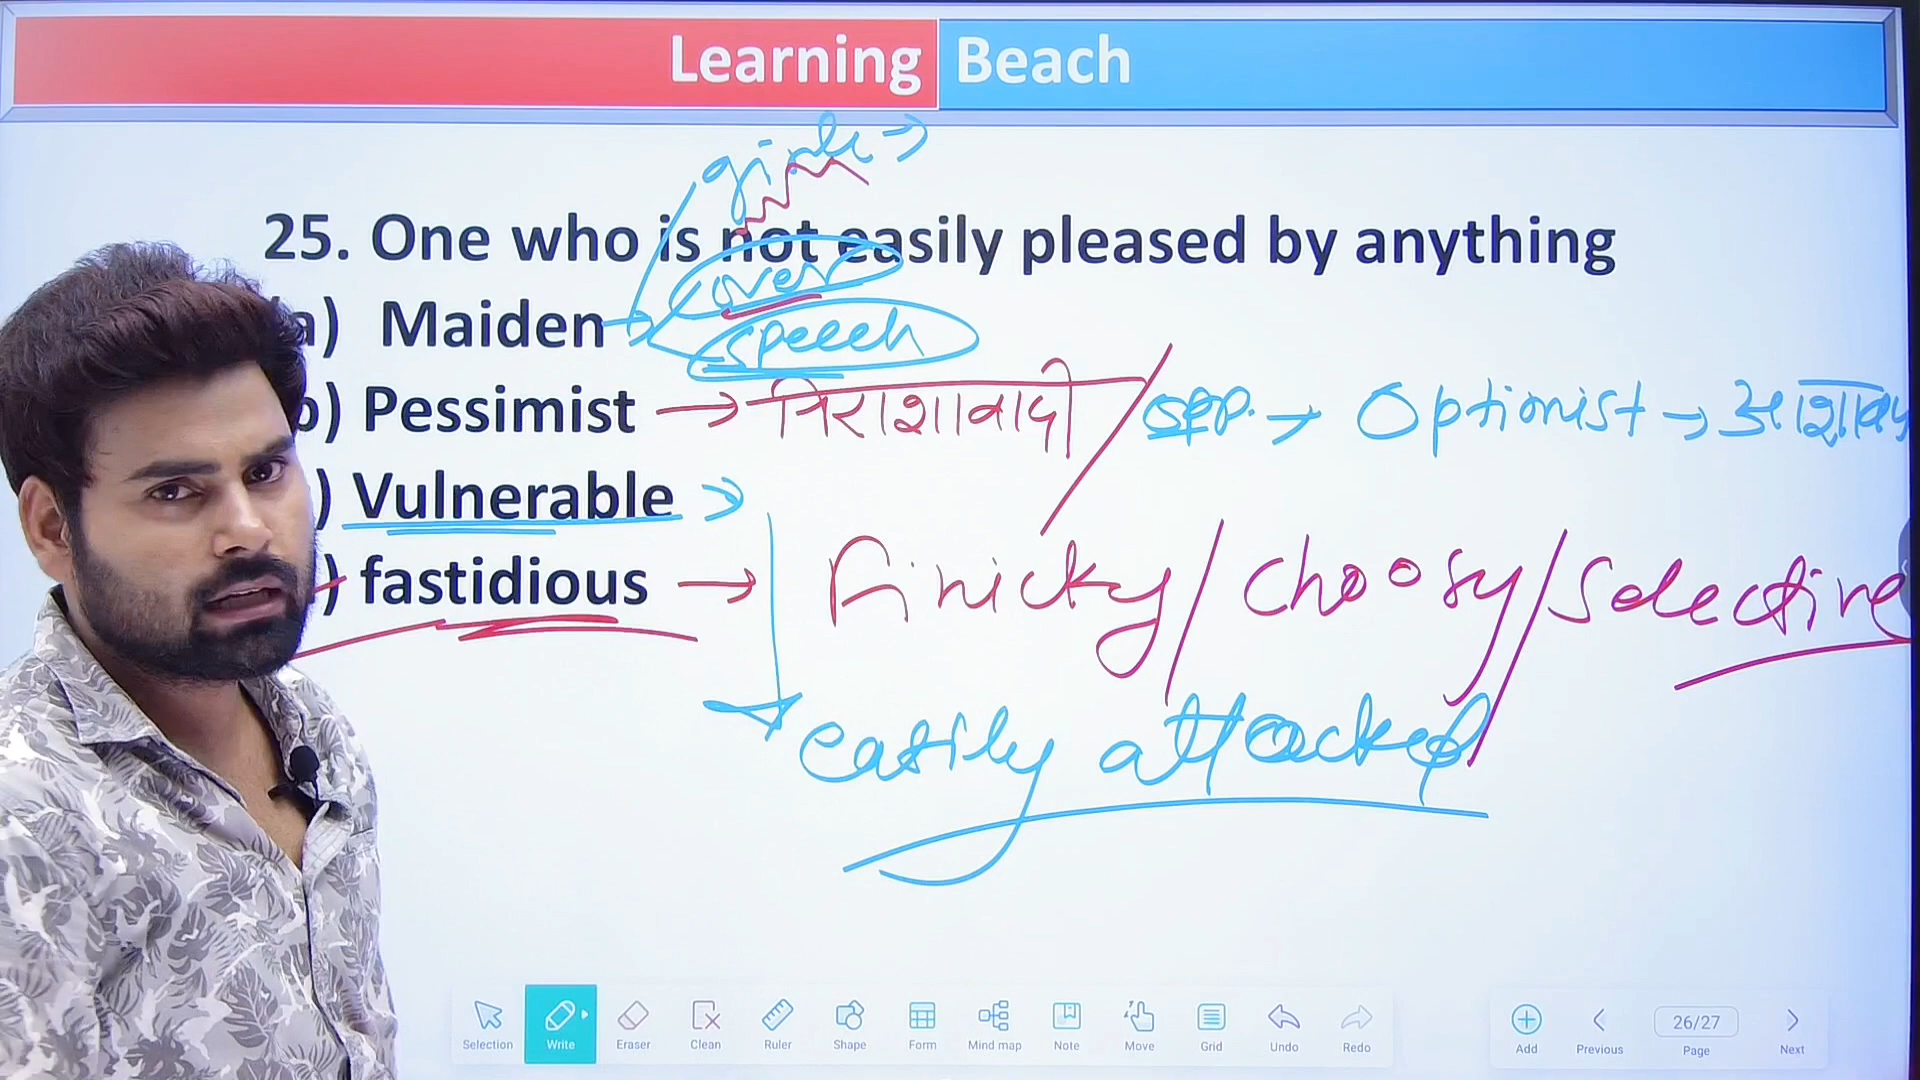 Learning Beach
girl →
25. One who is not easily pleased by anything
over
a) Maiden → speech
b) Pessimist → निराशावादी / opp. → Optimist →
) Vulnerable →
) fastidious → Finicky / Choosy / Selective
easily attacked
Selection Write Eraser Clean Ruler Shape Form Mind map Note Move Grid Undo Redo Add Previous 26/27 Page Next